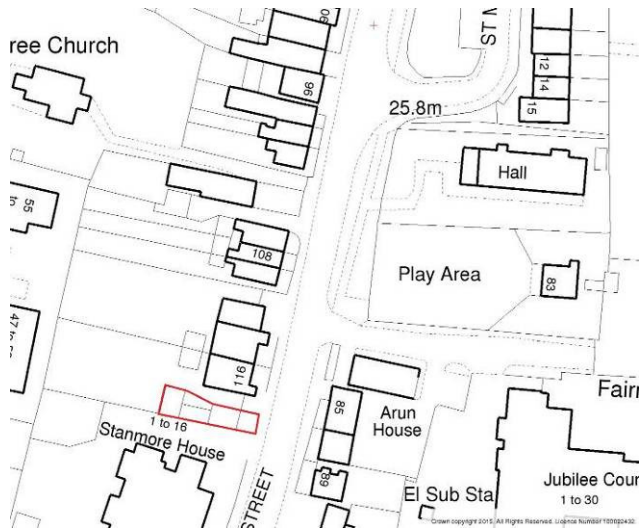 ree Church
96
25.8m
12
14
15
Hall
55
108
Play Area
83
116
1 to 16
Stanmore House
85
Arun
House
89
El Sub Sta
Jubilee Cour
1 to 30
STREET
Crown copyright 2015. All Rights Reserved. Licence Number